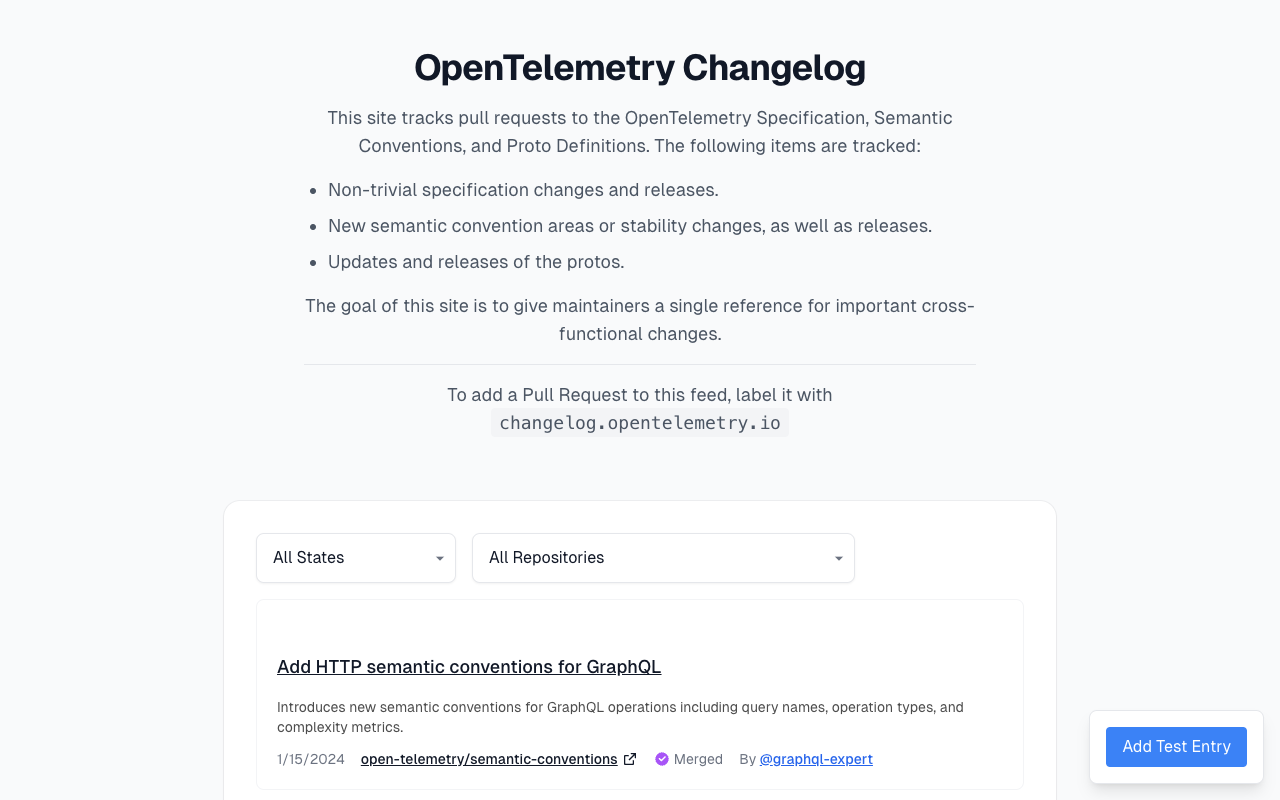 OpenTelemetry Changelog
This site tracks pull requests to the OpenTelemetry Specification, Semantic
Conventions, and Proto Definitions. The following items are tracked:
Non-trivial specification changes and releases.
New semantic convention areas or stability changes, as well as releases.
Updates and releases of the protos.
The goal of this site is to give maintainers a single reference for important cross-
functional changes.
To add a Pull Request to this feed, label it with
changelog.opentelemetry.io
All States
All Repositories
Add HTTP semantic conventions for GraphQL
Introduces new semantic conventions for GraphQL operations including query names, operation types, and
complexity metrics.
1/15/2024 open-telemetry/semantic-conventions Merged By @graphql-expert
Add Test Entry